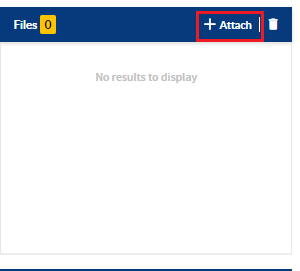 Files 0 + Attach
No results to display